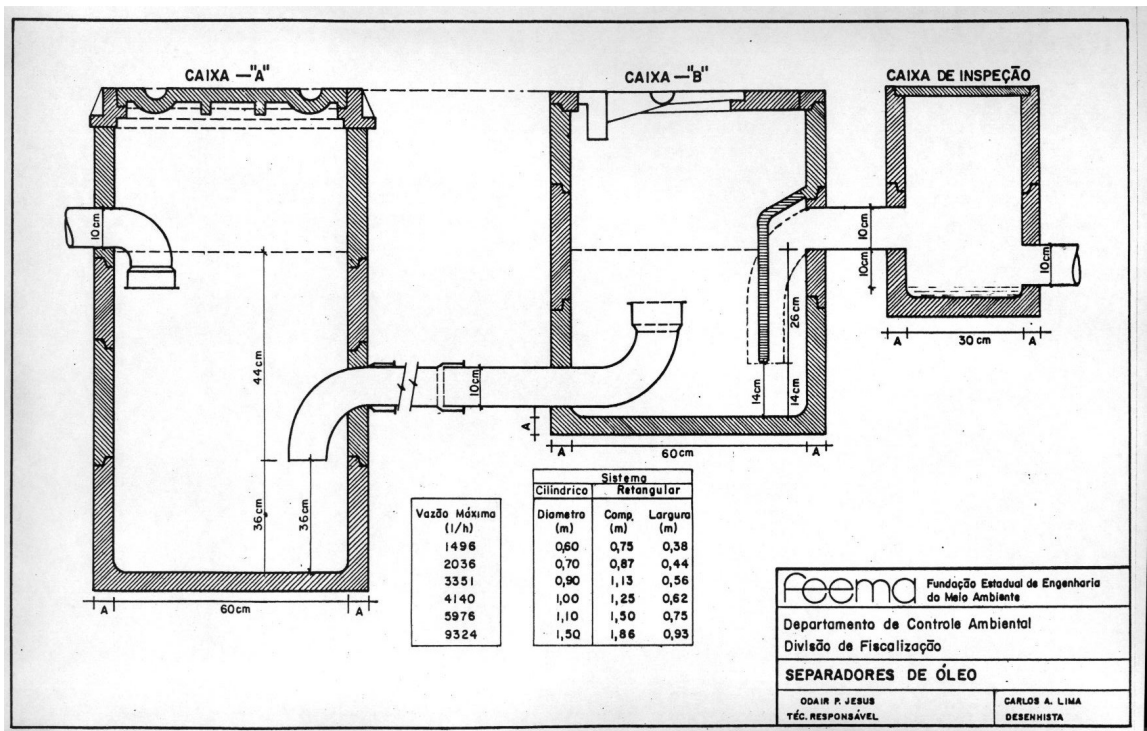 CAIXA —"A"
CAIXA —"B"
CAIXA DE INSPEÇÃO
10cm
44cm
36cm
36cm
A
60cm
A
10cm
A
A
60cm
A
14cm
14cm
26cm
10cm
10cm
10cm
A
30cm
A
Sistema
Cilíndrico
Retangular
Vazão Máxima
(l/h)
Diametro
(m)
Comp.
(m)
Largura
(m)
1496 0,60 0,75 0,38
2036 0,70 0,87 0,44
3351 0,90 1,13 0,56
4140 1,00 1,25 0,62
5976 1,10 1,50 0,75
9324 1,50 1,86 0,93
feema
Fundação Estadual de Engenharia
do Meio Ambiente
Departamento de Controle Ambiental
Divisão de Fiscalização
SEPARADORES DE ÓLEO
ODAIR P. JESUS
TÉC. RESPONSÁVEL
CARLOS A. LIMA
DESENHISTA